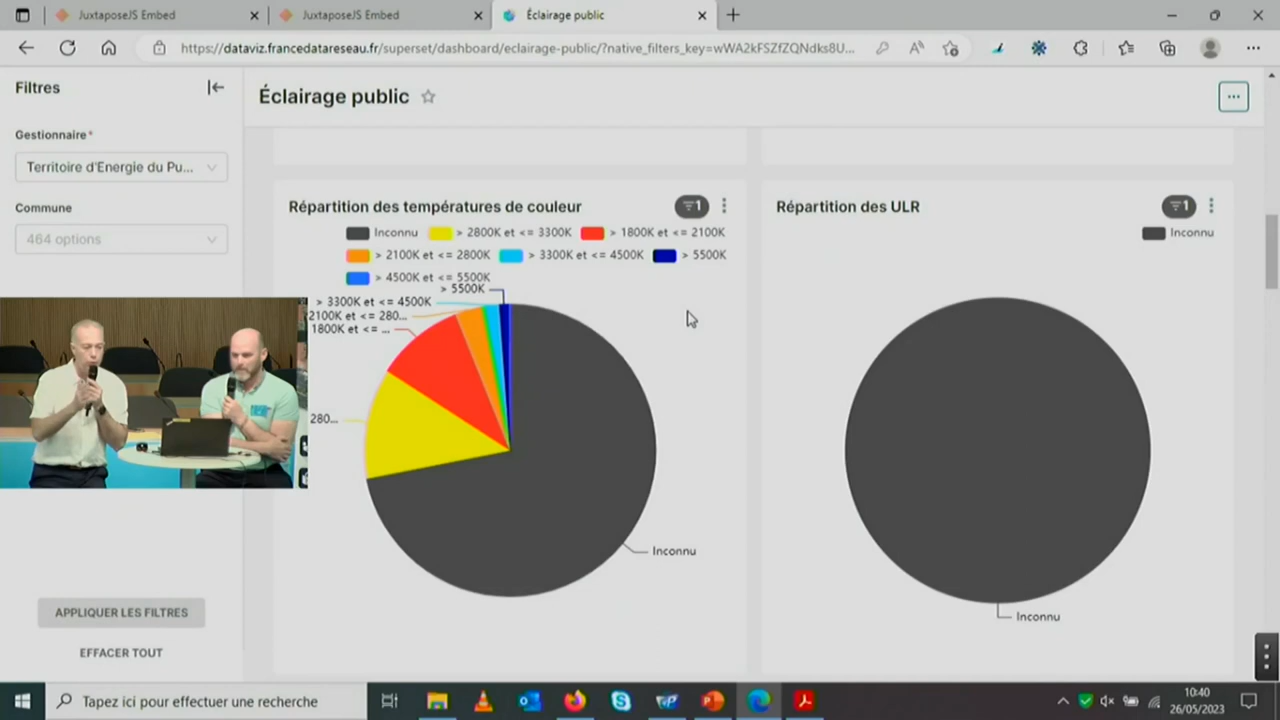 JuxtaposeJS Embed
JuxtaposeJS Embed
Éclairage public
https://dataviz.francedatareseau.fr/superset/dashboard/eclairage-public/?native_filters_key=wWA2kFSZfZQNdks8U...
Filtres
Éclairage public
Gestionnaire*
Territoire d'Energie du Pu...
Commune
464 options
Répartition des températures de couleur
1
Inconnu
> 2800K et <= 3300K
> 1800K et <= 2100K
> 2100K et <= 2800K
> 3300K et <= 4500K
> 5500K
> 4500K et <= 5500K
> 5500K
> 3300K et <= 4500K
2100K et <= 280...
1800K et <= ...
280...
Inconnu
Répartition des ULR
1
Inconnu
Inconnu
APPLIQUER LES FILTRES
EFFACER TOUT
Tapez ici pour effectuer une recherche
10:40
26/05/2023